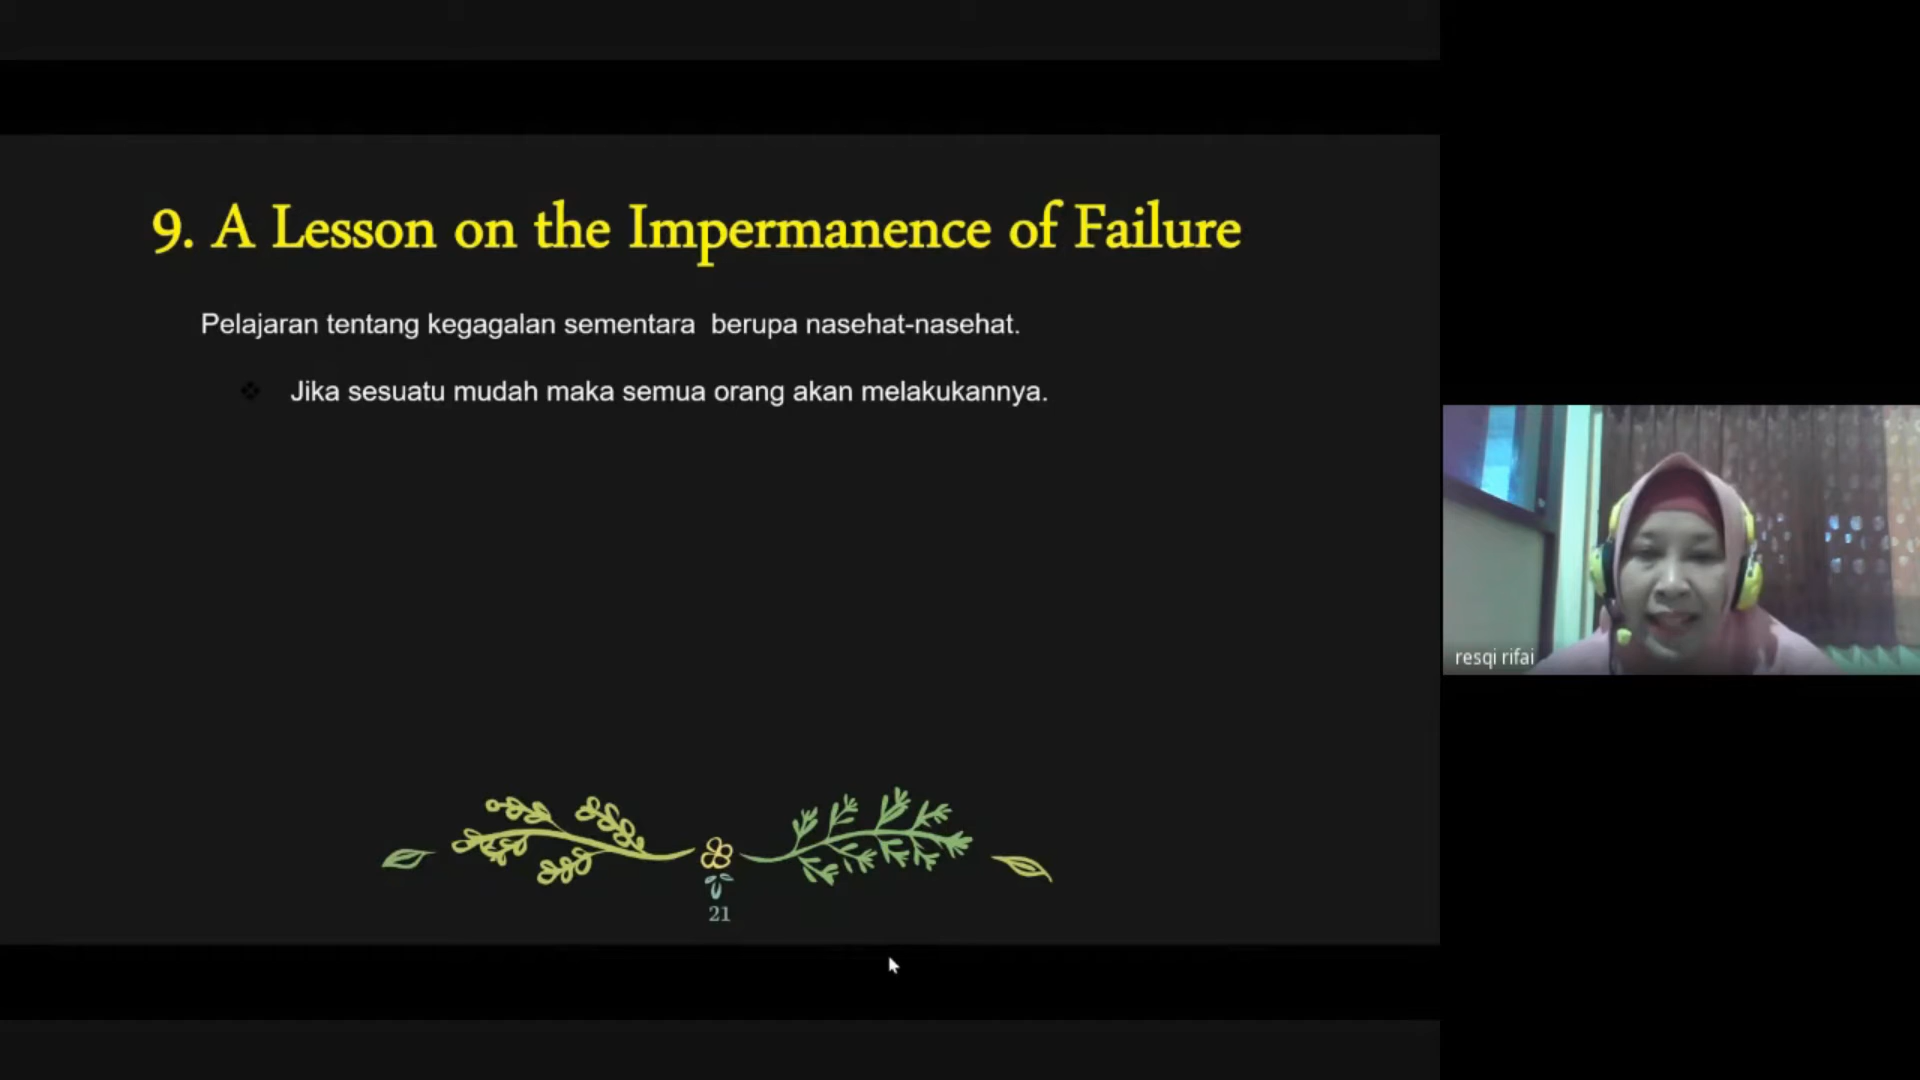 9. A Lesson on the Impermanence of Failure
Pelajaran tentang kegagalan sementara berupa nasehat-nasehat.
Jika sesuatu mudah maka semua orang akan melakukannya.
21
resqi rifai